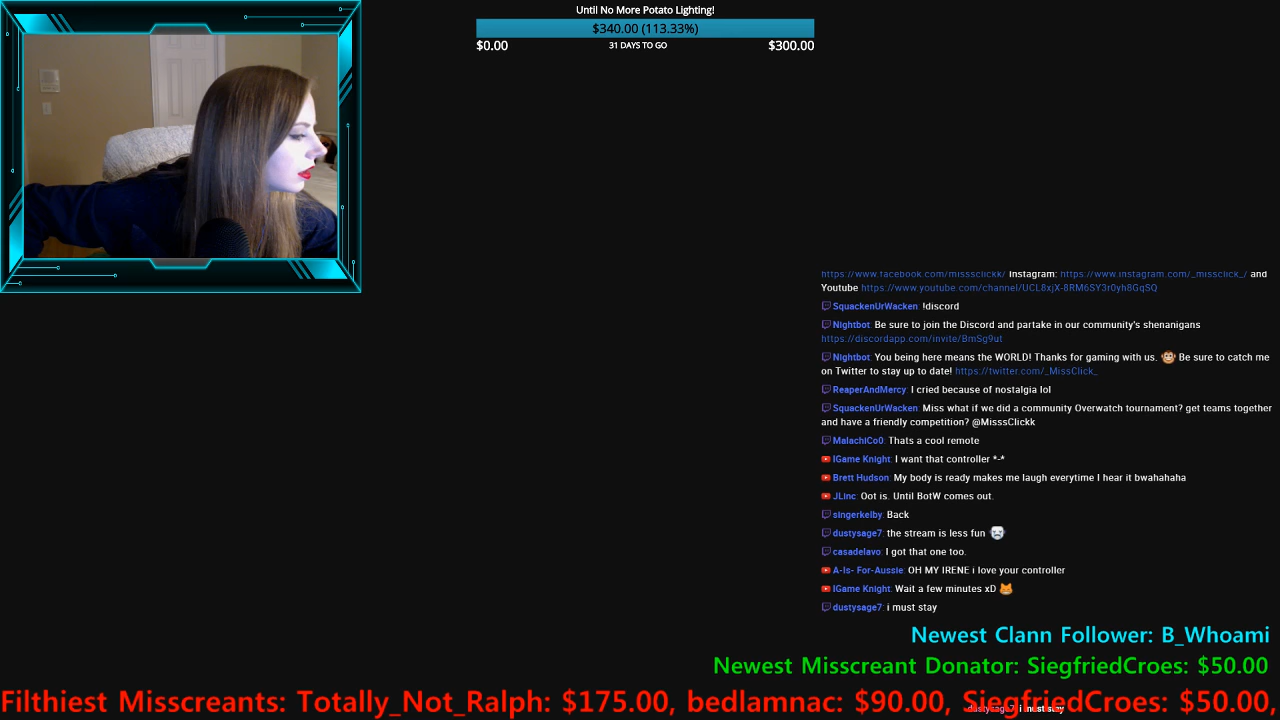 Until No More Potato Lighting!
$340.00 (113.33%)
$0.00 31 DAYS TO GO $300.00
https://www.facebook.com/misssclickk/ Instagram: https://www.instagram.com/_missclick_/ and
Youtube https://www.youtube.com/channel/UCL8xjX-8RM6SY3r0yh8GqSQ
SquackenUrWacken: !discord
Nightbot: Be sure to join the Discord and partake in our community's shenanigans
https://discordapp.com/invite/BmSg9ut
Nightbot: You being here means the WORLD! Thanks for gaming with us. Be sure to catch me
on Twitter to stay up to date! https://twitter.com/_MissClick_
ReaperAndMercy: I cried because of nostalgia lol
SquackenUrWacken: Miss what if we did a community Overwatch tournament? get teams together
and have a friendly competition? @MisssClickk
MalachiCo0: Thats a cool remote
IGame Knight: I want that controller *-*
Brett Hudson: My body is ready makes me laugh everytime I hear it bwahahaha
JLinc: Oot is. Until BotW comes out.
singerkelby: Back
dustysage7: the stream is less fun
casadelavo: I got that one too.
A-Is- For-Aussie: OH MY IRENE i love your controller
IGame Knight: Wait a few minutes xD
dustysage7: i must stay
Newest Clann Follower: B_Whoami
Newest Misscreant Donator: SiegfriedCroes: $50.00
Filthiest Misscreants: Totally_Not_Ralph: $175.00, bedlamnac: $90.00, SiegfriedCroes: $50.00,
dustysage7: i must stay